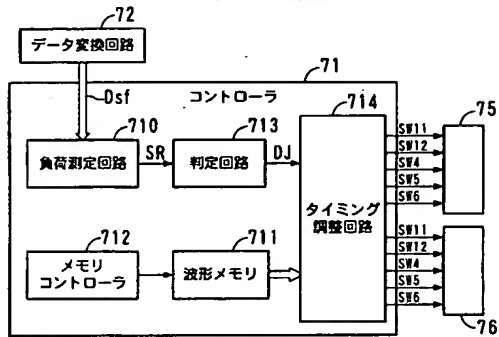 72
データ変換回路
71
Dsf
コントローラ
714
710
713
SW11
75
負荷測定回路
SR
判定回路
DJ
SW12
SW4
SW5
SW6
タイミング
調整回路
712
711
SW11
メモリ
コントローラ
波形メモリ
SW12
SW4
SW5
SW6
76